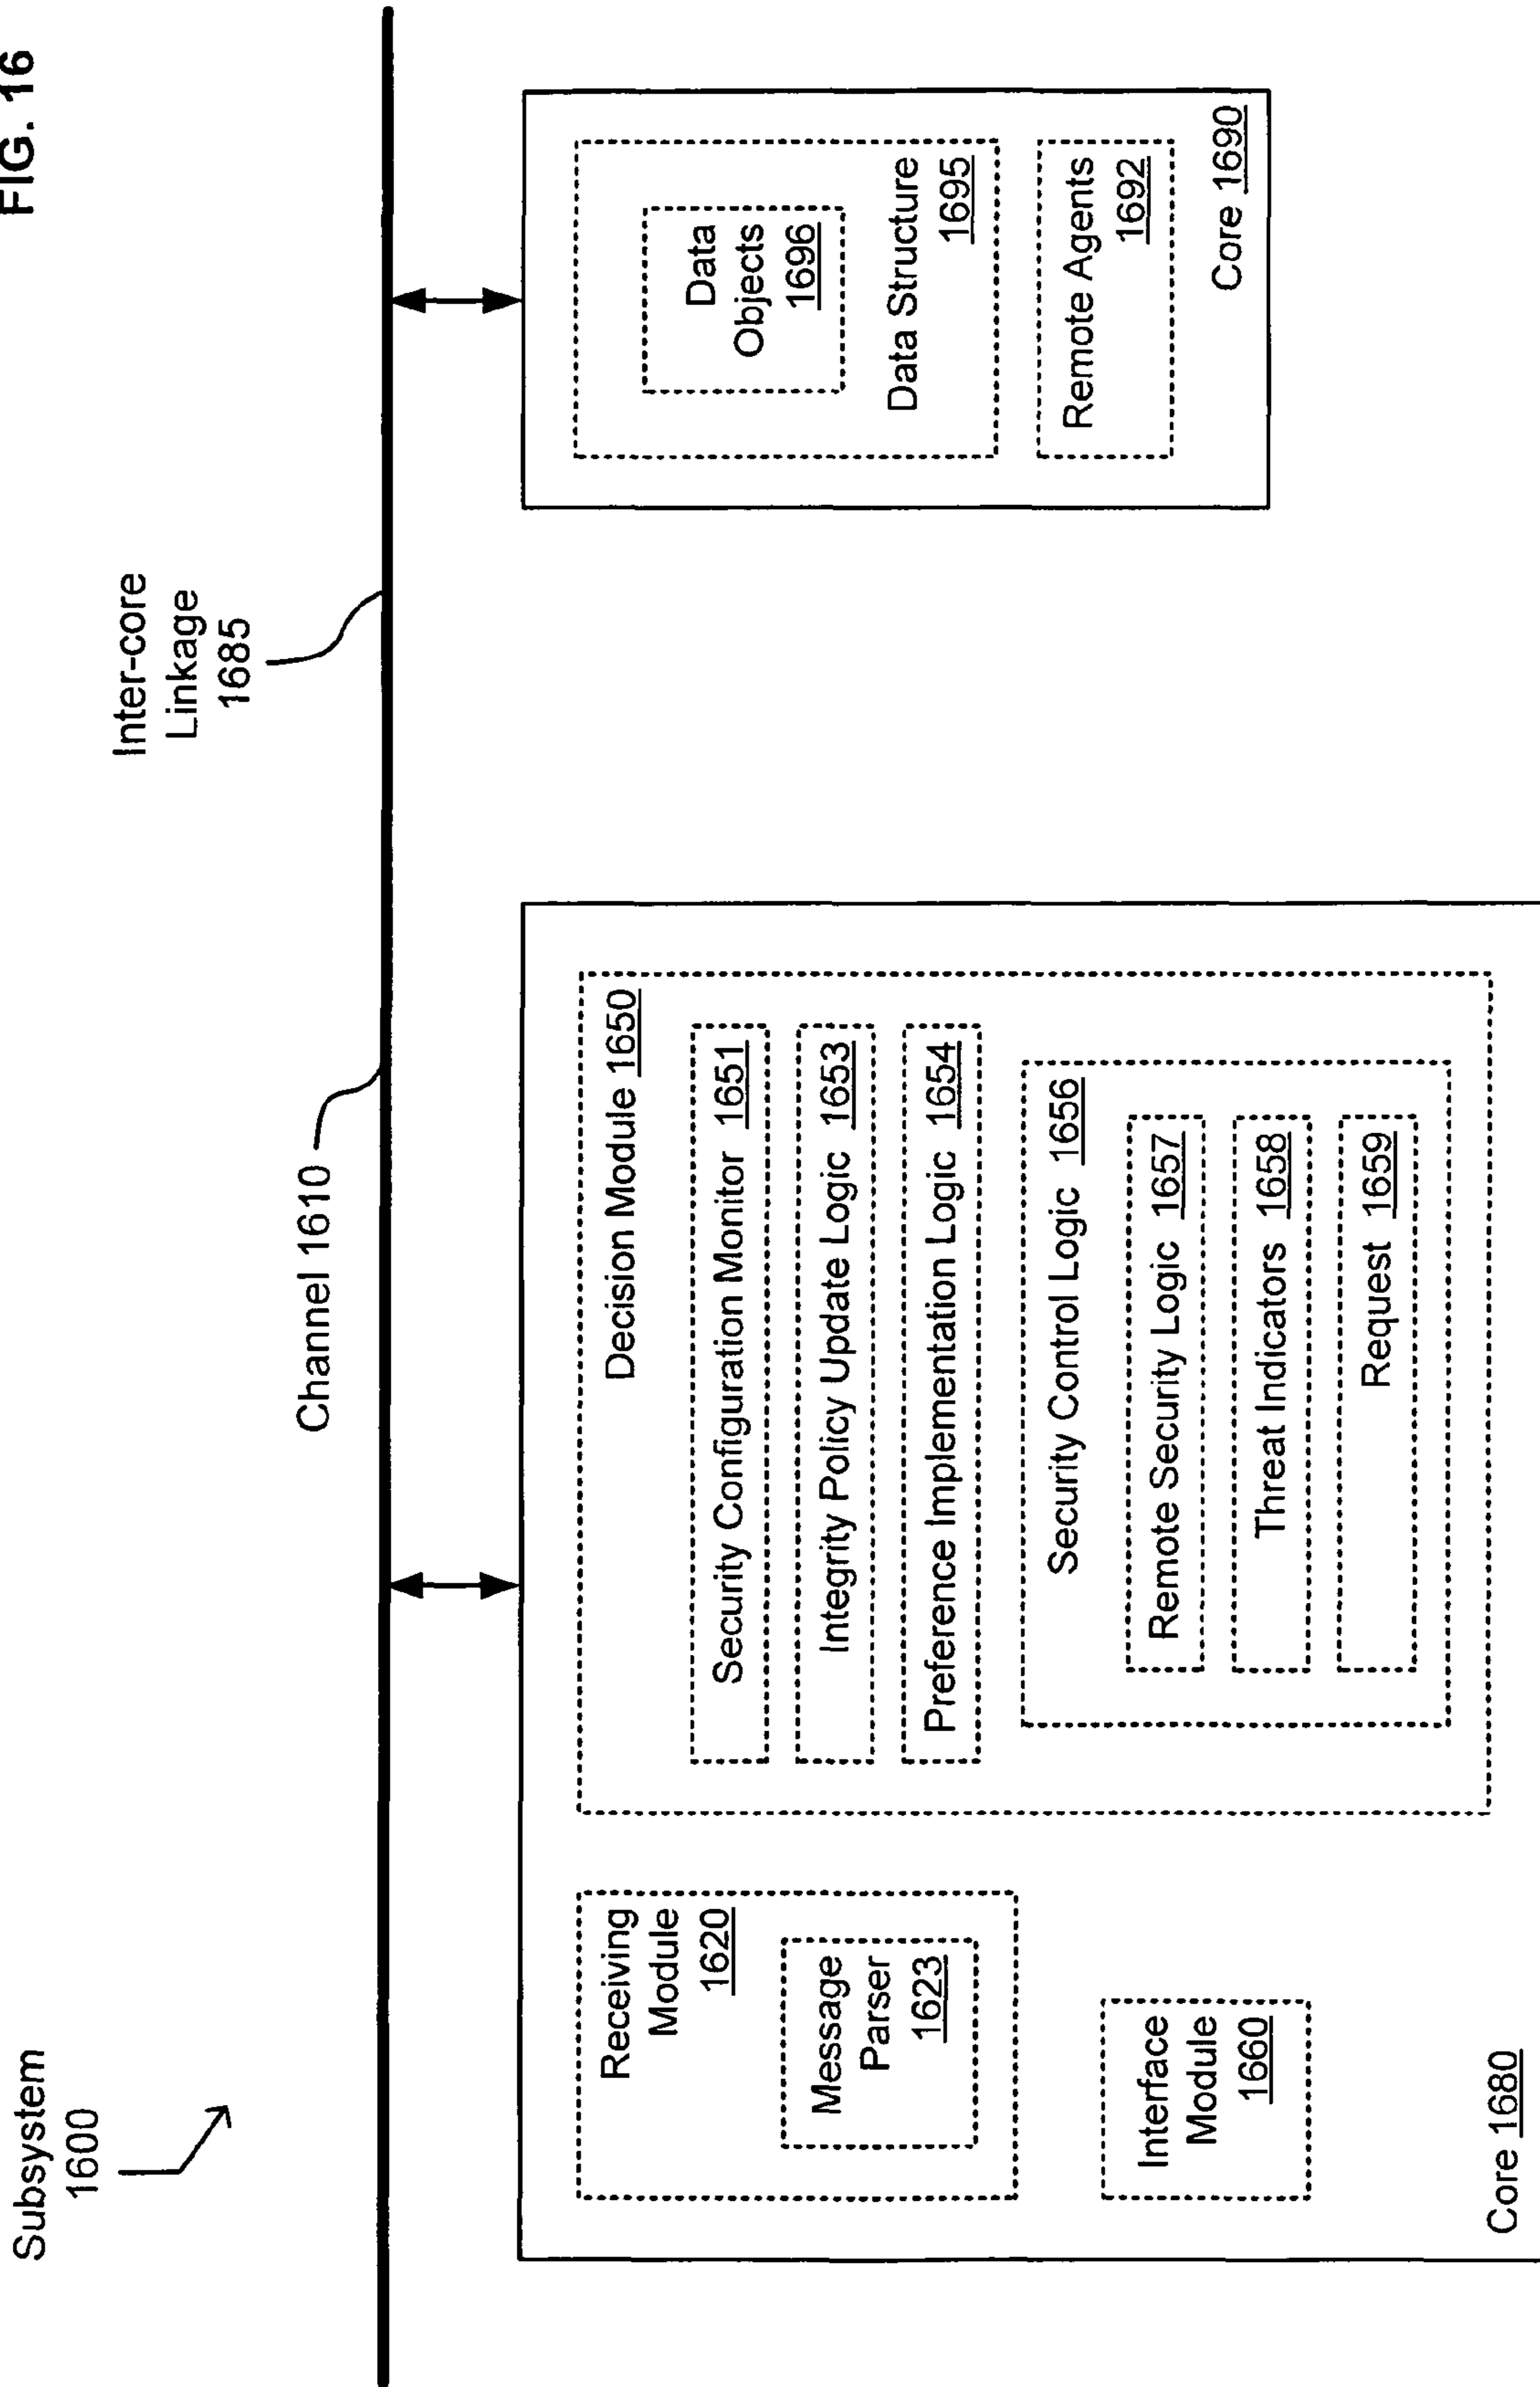 FIG. 16
Subsystem
1600
Inter-core
Linkage
1685
Channel 1610
Receiving
Module
1620
Message
Parser
1623
Interface
Module
1660
Core 1680
Decision Module 1650
Security Configuration Monitor 1651
Integrity Policy Update Logic 1653
Preference Implementation Logic 1654
Security Control Logic 1656
Remote Security Logic 1657
Threat Indicators 1658
Request 1659
Data
Objects
1696
Data Structure
1695
Remote Agents
1692
Core 1690